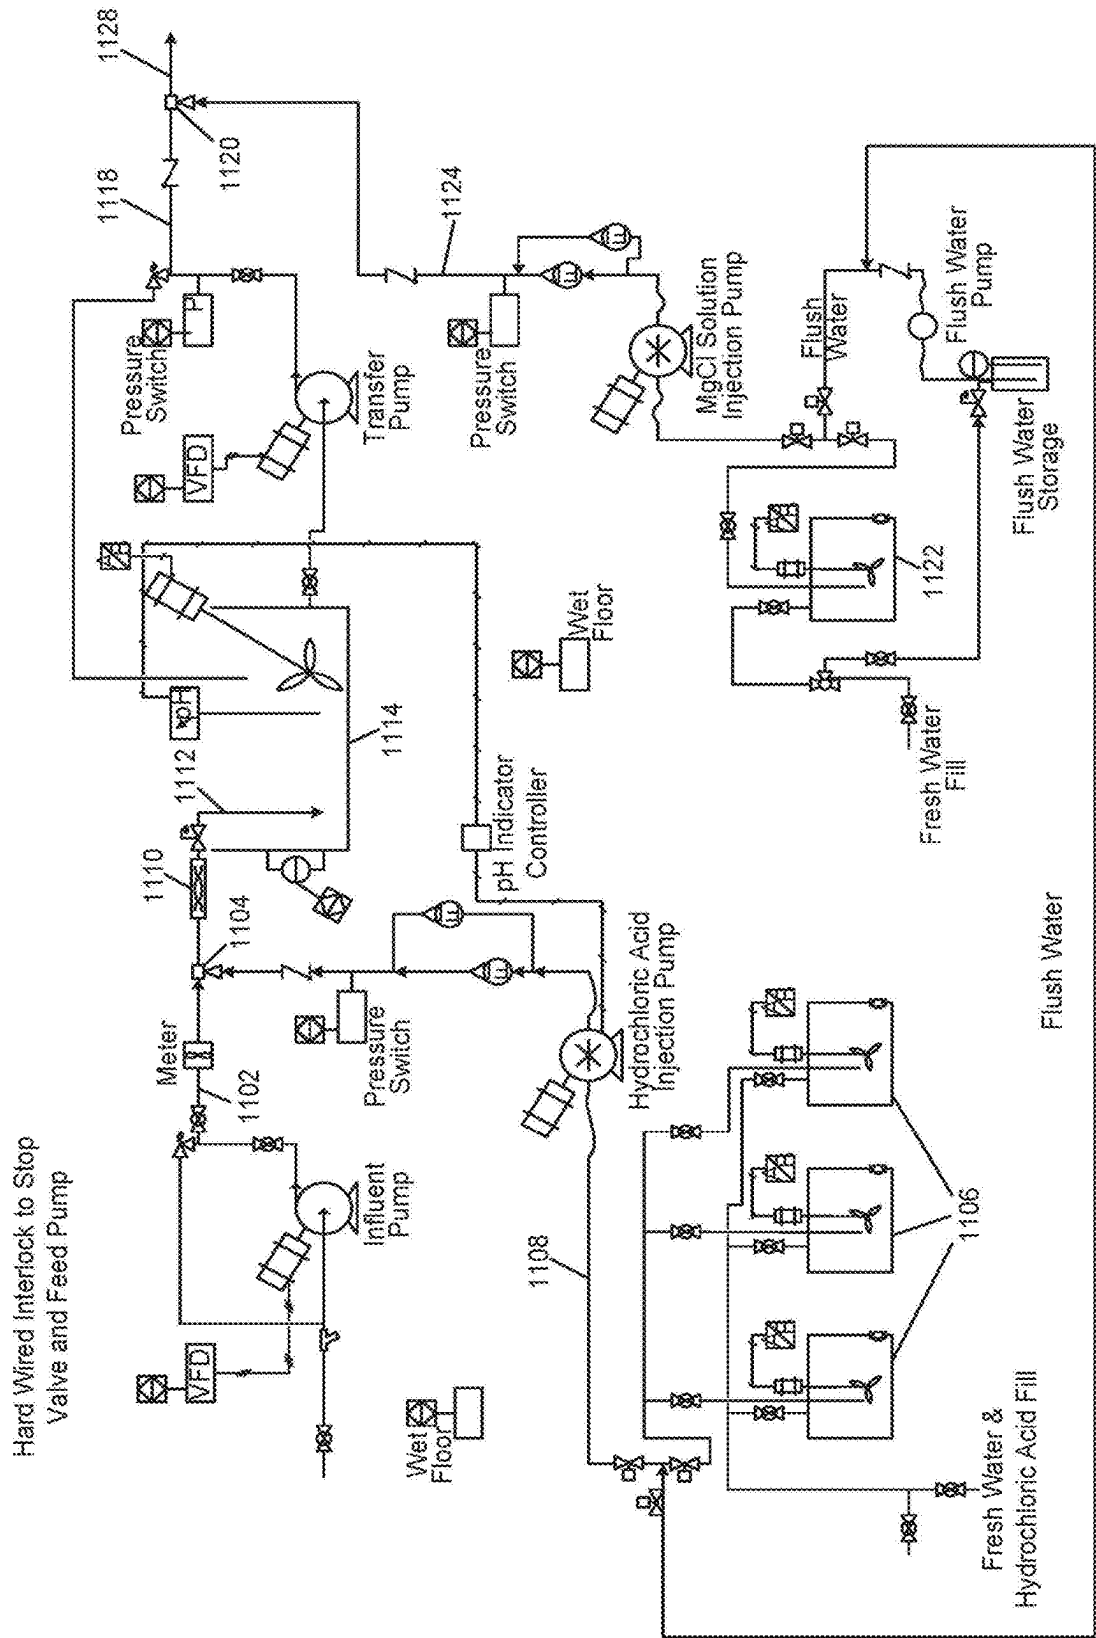 Hard Wired Interlock to Stop
Valve and Feed Pump
VFD
Influent
Pump
1102
Meter
1104
1110
1112
pH
1114
Pressure
Switch
Wet
Floor
1108
Hydrochloric Acid
Injection Pump
pH Indicator
Controller
VFD
Transfer
Pump
Pressure
Switch
P
1118
1120
1128
1124
Pressure
Switch
MgCl Solution
Injection Pump
Wet
Floor
Flush
Water
Flush Water
Pump
Flush Water
Storage
1122
Fresh Water
Fill
1106
Fresh Water &
Hydrochloric Acid Fill
Flush Water